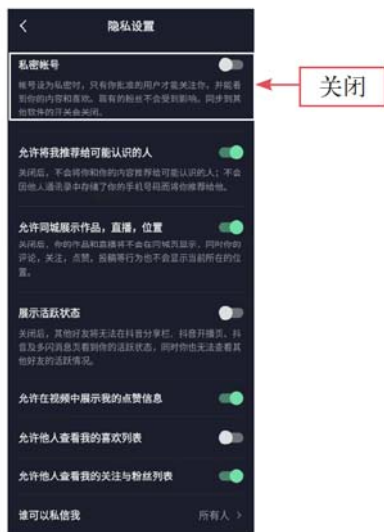 隐私设置
私密帐号
帐号设为私密时，只有你批准的用户才能关注你，并能看
到你的内容和喜欢。现有的粉丝不会受到影响。同步到其
他软件的开关会关闭。
关闭
允许将我推荐给可能认识的人
关闭后，不会将你和你的内容推荐给可能认识的人；不会
因他人通讯录中存储了你的手机号码而将你推荐给他。
允许同城展示作品，直播，位置
关闭后，你的作品和直播将不会在同城页显示，同时你的
评论，关注，点赞，投稿等行为也不会显示当前所在的位
置。
展示活跃状态
关闭后，其他好友将无法在抖音分享栏、抖音开播页、抖
音及多闪消息页看到你的活跃状态，同时你也无法查看其
他好友的活跃情况。
允许在视频中展示我的点赞信息
允许他人查看我的喜欢列表
允许他人查看我的关注与粉丝列表
谁可以私信我 所有人 >